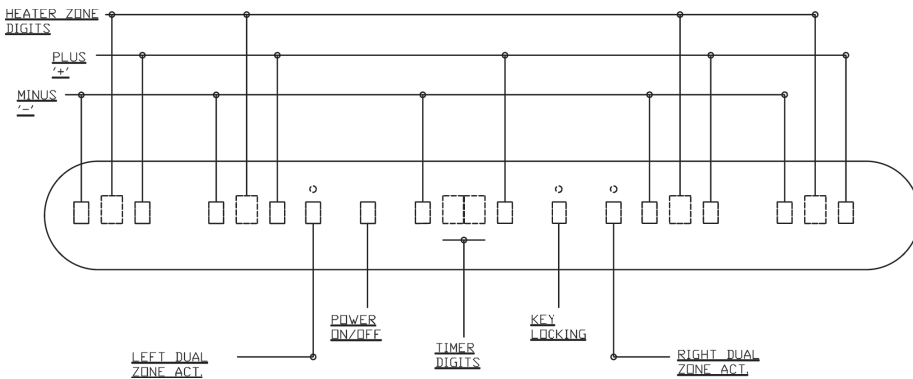 HEATER ZONE
DIGITS
PLUS
'+'
MINUS
'-'
POWER
ON/OFF
KEY
LOCKING
TIMER
DIGITS
LEFT DUAL
ZONE ACT.
RIGHT DUAL
ZONE ACT.